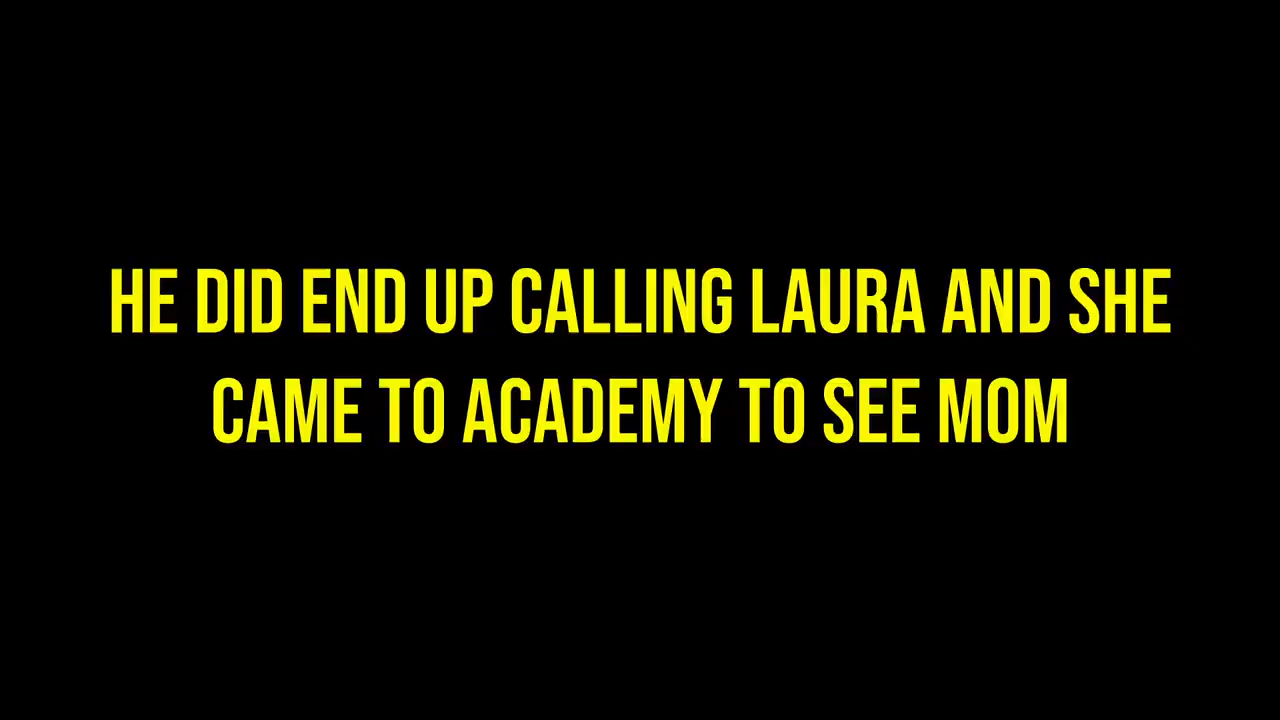 HE DID END UP CALLING LAURA AND SHE
CAME TO ACADEMY TO SEE MOM